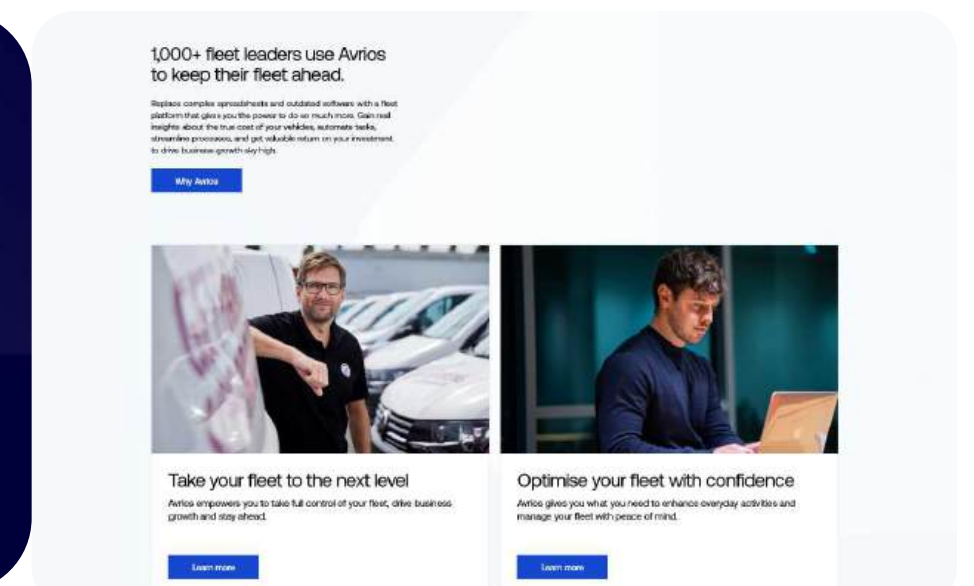 1,000+ fleet leaders use Avrios
to keep their fleet ahead.
Replace complex spreadsheets and outdated software with a fleet
platform that gives you the power to do so much more. Gain real
insights about the true cost of your vehicles, automate tasks,
streamline processes, and get valuable return on your investment
to drive business growth sky high.
Why Avrios
Take your fleet to the next level
Avrios empowers you to take full control of your fleet, drive business
growth and stay ahead.
Learn more
Optimise your fleet with confidence
Avrios gives you what you need to enhance everyday activities and
manage your fleet with peace of mind.
Learn more